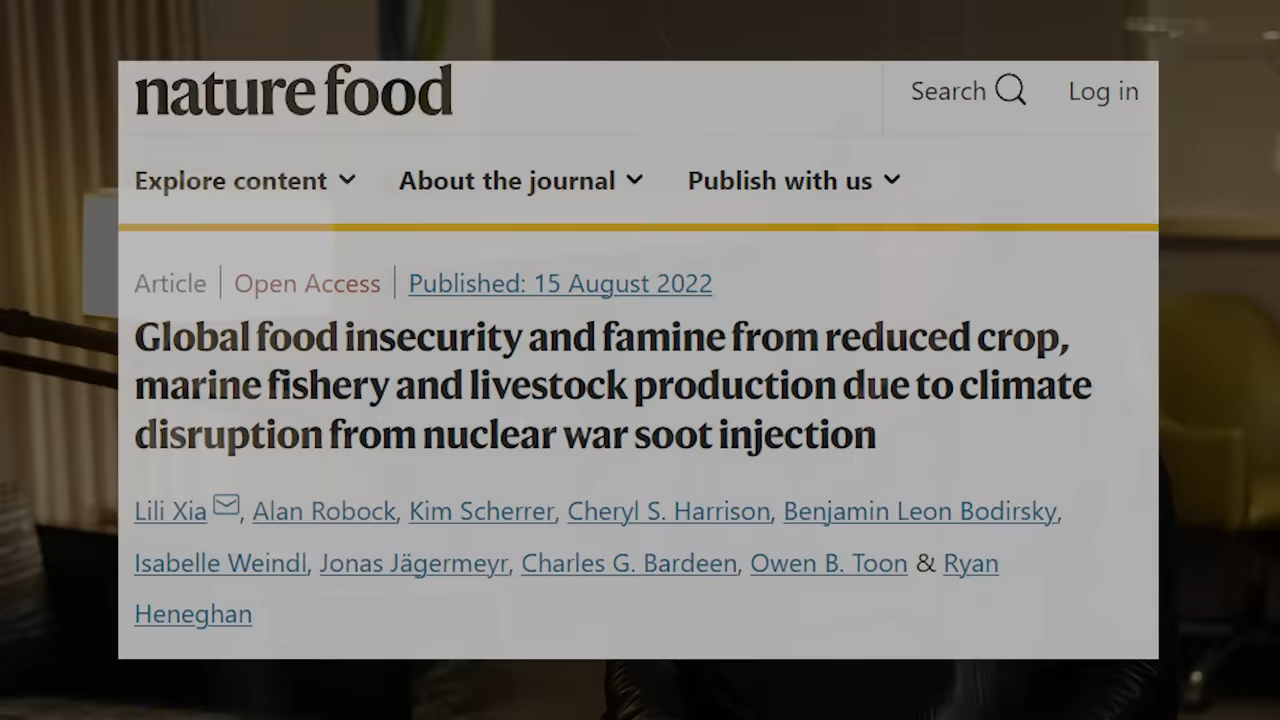 nature food
Search Log in
Explore content About the journal Publish with us
Article Open Access Published: 15 August 2022
Global food insecurity and famine from reduced crop,
marine fishery and livestock production due to climate
disruption from nuclear war soot injection
Lili Xia, Alan Robock, Kim Scherrer, Cheryl S. Harrison, Benjamin Leon Bodirsky,
Isabelle Weindl, Jonas Jägermeyr, Charles G. Bardeen, Owen B. Toon & Ryan
Heneghan